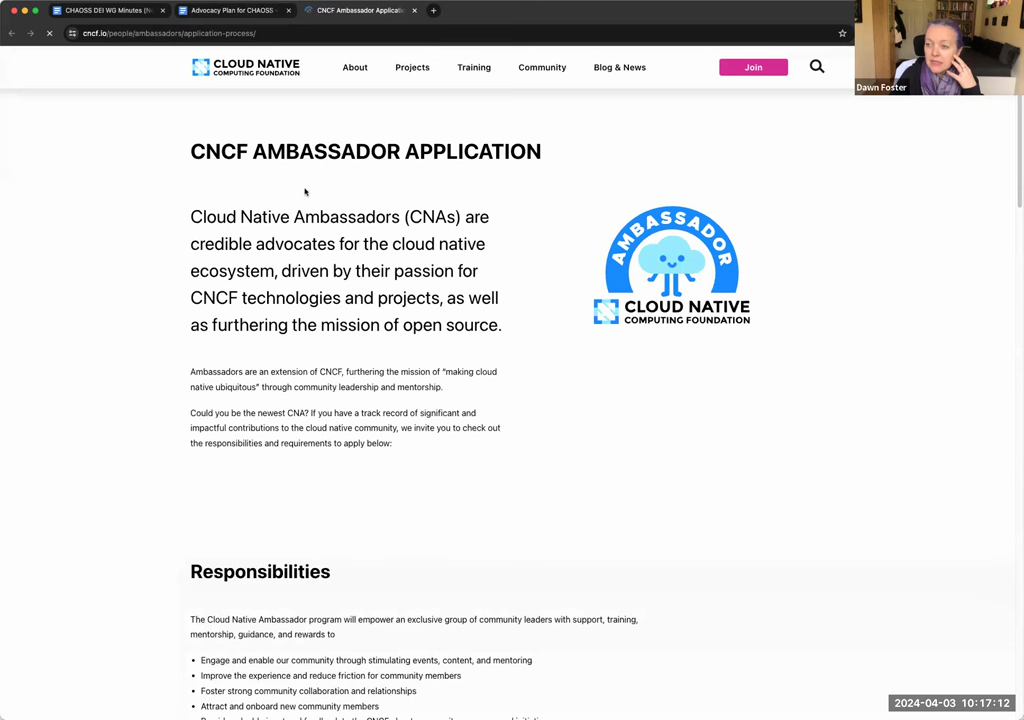 CHAOSS DEI WG Minutes (N
Advocacy Plan for CHAOSS -
CNCF Ambassador Applicatio
cncf.io/people/ambassadors/application-process/
CLOUD NATIVE
COMPUTING FOUNDATION
About
Projects
Training
Community
Blog & News
Join
Dawn Foster
CNCF AMBASSADOR APPLICATION
Cloud Native Ambassadors (CNAs) are
credible advocates for the cloud native
ecosystem, driven by their passion for
CNCF technologies and projects, as well
as furthering the mission of open source.
AMBASSADOR
CLOUD NATIVE
COMPUTING FOUNDATION
Ambassadors are an extension of CNCF, furthering the mission of “making cloud
native ubiquitous” through community leadership and mentorship.
Could you be the newest CNA? If you have a track record of significant and
impactful contributions to the cloud native community, we invite you to check out
the responsibilities and requirements to apply below:
Responsibilities
The Cloud Native Ambassador program will empower an exclusive group of community leaders with support, training,
mentorship, guidance, and rewards to
• Engage and enable our community through stimulating events, content, and mentoring
• Improve the experience and reduce friction for community members
• Foster strong community collaboration and relationships
• Attract and onboard new community members
2024-04-03 10:17:12